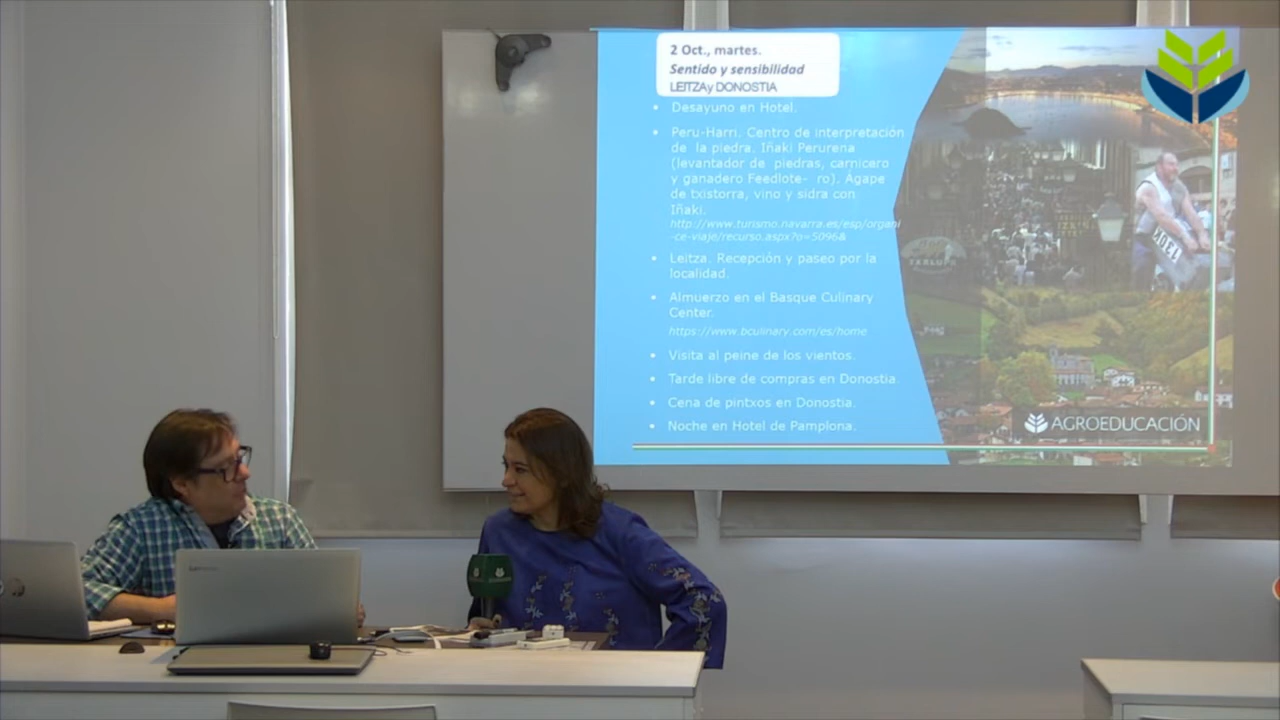 2 Oct., martes.
Sentido y sensibilidad
LEITZA y DONOSTIA
• Desayuno en Hotel.
• Peru-Harri. Centro de interpretación
de la piedra. Iñaki Perurena
(levantador de piedras, carnicero
y ganadero Feedlote- ro). Ágape
de txistorra, vino y sidra con
Iñaki.
http://www.turismo.navarra.es/esp/organi
-ce-viaje/recurso.aspx?o=5096&
• Leitza. Recepción y paseo por la
localidad.
• Almuerzo en el Basque Culinary
Center.
https://www.bculinary.com/es/home
• Visita al peine de los vientos.
• Tarde libre de compras en Donostia.
• Cena de pintxos en Donostia.
• Noche en Hotel de Pamplona.
AGROEDUCACIÓN
Lenovo